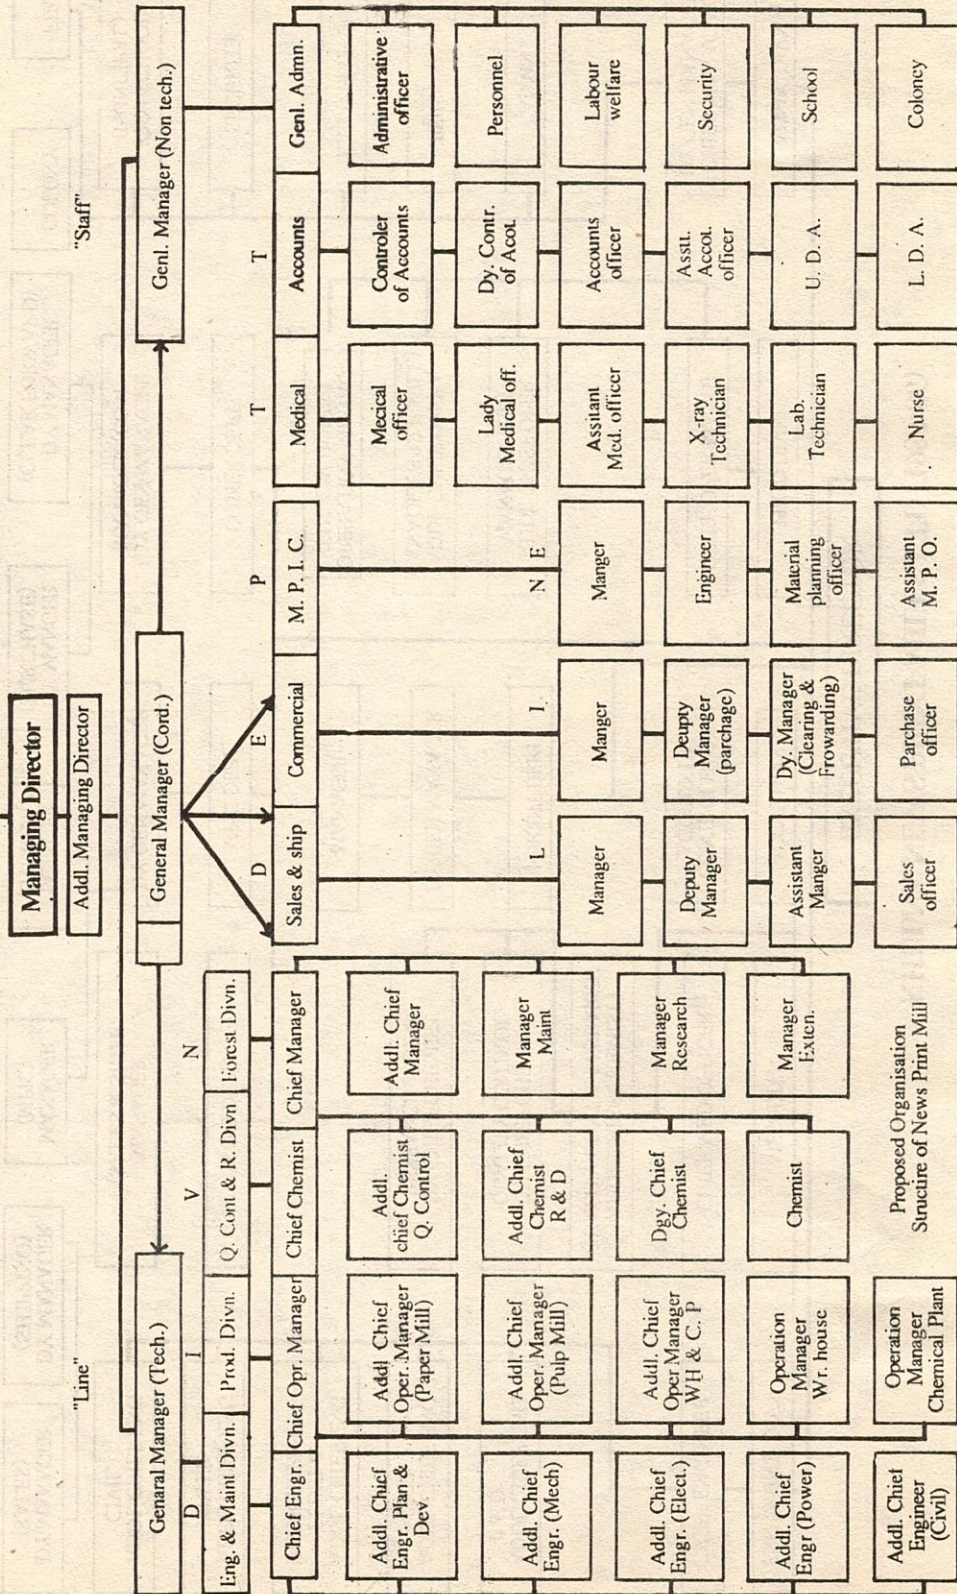 Managing Director
Addl. Managing Director
"Line"
"Staff"
Genaral Manager (Tech.)
General Manager (Cord.)
Genl. Manager (Non tech.)
D I V N
D E P T T
Eng. & Maint Divn.
Prod. Divn.
Q. Cont & R. Divn
Forest Divn.
Chief Engr.
Chief Opr. Manager
Chief Chemist
Chief Manager
Sales & ship
Commercial
M. P. I. C.
Medical
Accounts
Genl. Admn.
Addl. Chief
Engr. Plan &
Dev.
Addl. Chief
Oper. Manager
(Paper Mill)
Addl.
chief Chemist
Q. Control
Addl. Chief
Manager
Mecical
officer
Controler
of Accounts
Administrative
officer
Addl. Chief
Engr. (Mech)
Addl. Chief
Oper. Manager
(Pulp Mill)
Addl. Chief
Chemist
R & D
Manager
Maint
L I N E
Lady
Medical off.
Dy. Contr.
of Acot.
Personnel
Addl. Chief
Engr. (Elect.)
Addl. Chief
Oper Manager
WH & C. P
Dgy. Chief
Chemist
Manager
Research
Manager
Manger
Manger
Assitant
Med. officer
Accounts
officer
Labour
welfare
Addl. Chief
Engr (Power)
Operation
Manager
Wr. house
Chemist
Manager
Extcn.
Deputy
Manager
Deupty
Manager
(parchage)
Engineer
X-ray
Technician
Asstt.
Accot.
officer
Security
Addl. Chief
Engineer
(Civil)
Operation
Manager
Chemical Plant
Assistant
Manger
Dy. Manager
(Clearing &
Frowarding)
Material
planning
officer
Lab.
Technician
U. D. A.
School
Sales
officer
Parchase
officer
Assistant
M. P. O.
Nurse
L. D. A.
Coloncy
Proposed Organisation
Structire of News Print Mill